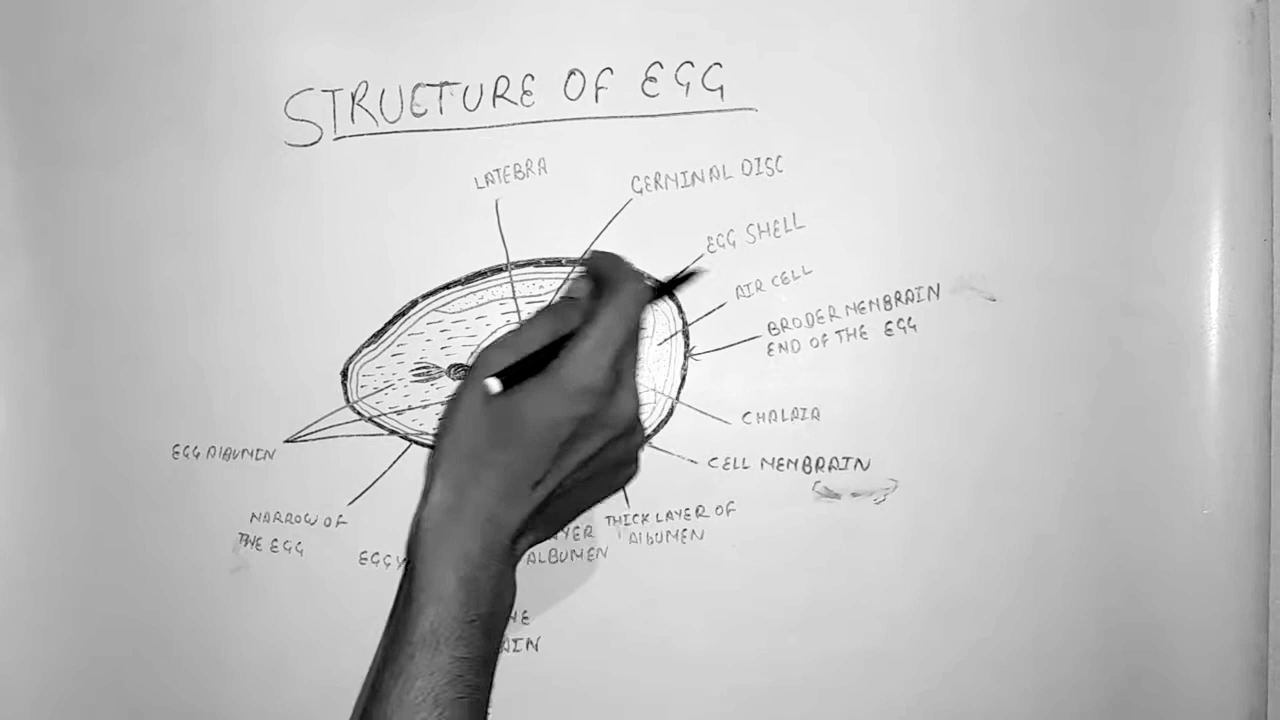 STRUCTURE OF EGG
LATEBRA
GERMINAL DISC
EGG SHELL
AIR CELL
BRODER MENBRAIN
END OF THE EGG
CHALAZA
CELL MENBRAIN
EGG AlBUMIN
NARROW OF
THE EGG
THICK LAYER OF
AlBUMEN
ALBUMEN